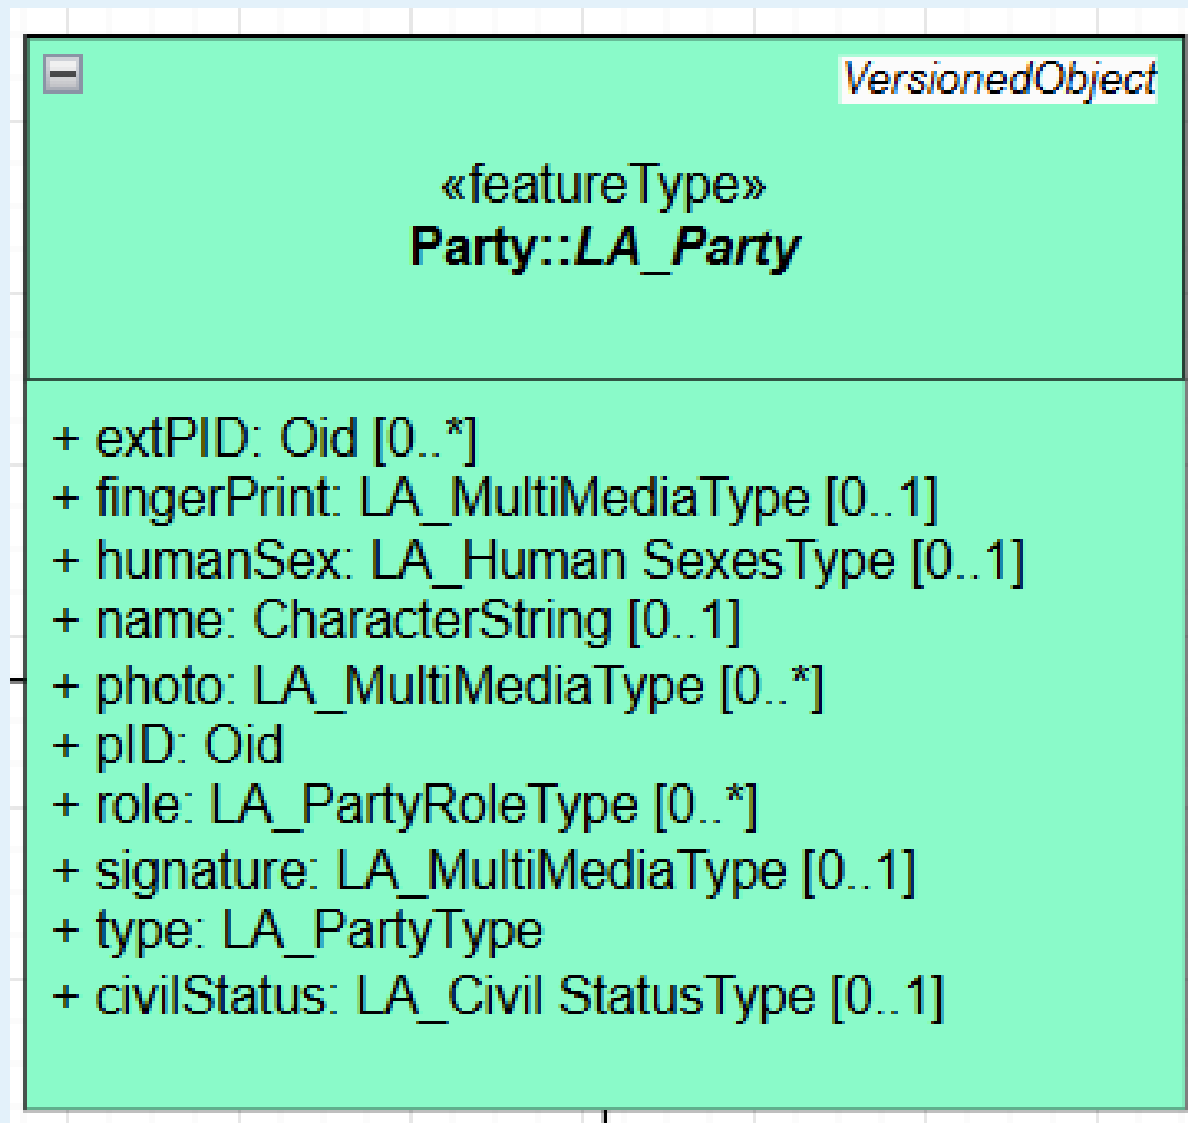 VersionedObject
«featureType»
Party::LA_Party
+ extPID: Oid [0..*]
+ fingerPrint: LA_MultiMediaType [0..1]
+ humanSex: LA_Human SexesType [0..1]
+ name: CharacterString [0..1]
+ photo: LA_MultiMediaType [0..*]
+ pID: Oid
+ role: LA_PartyRoleType [0..*]
+ signature: LA_MultiMediaType [0..1]
+ type: LA_PartyType
+ civilStatus: LA_Civil StatusType [0..1]